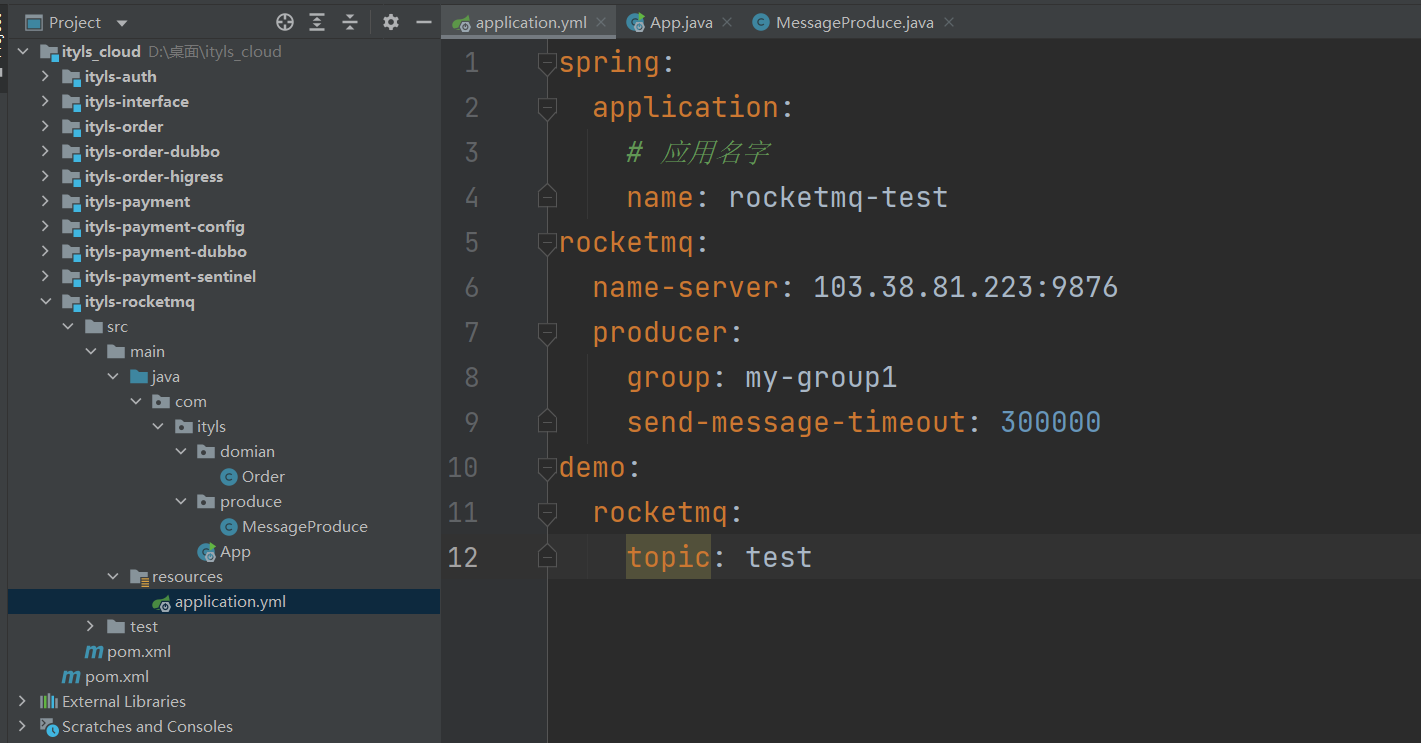 Project
ityls_cloud D:\桌面\ityls_cloud
ityls-auth
ityls-interface
ityls-order
ityls-order-dubbo
ityls-order-higress
ityls-payment
ityls-payment-config
ityls-payment-dubbo
ityls-payment-sentinel
ityls-rocketmq
src
main
java
com
ityls
domian
Order
produce
MessageProduce
App
resources
application.yml
test
pom.xml
pom.xml
External Libraries
Scratches and Consoles
application.yml App.java MessageProduce.java
1 spring:
2 application:
3 # 应用名字
4 name: rocketmq-test
5 rocketmq:
6 name-server: 103.38.81.223:9876
7 producer:
8 group: my-group1
9 send-message-timeout: 300000
10 demo:
11 rocketmq:
12 topic: test